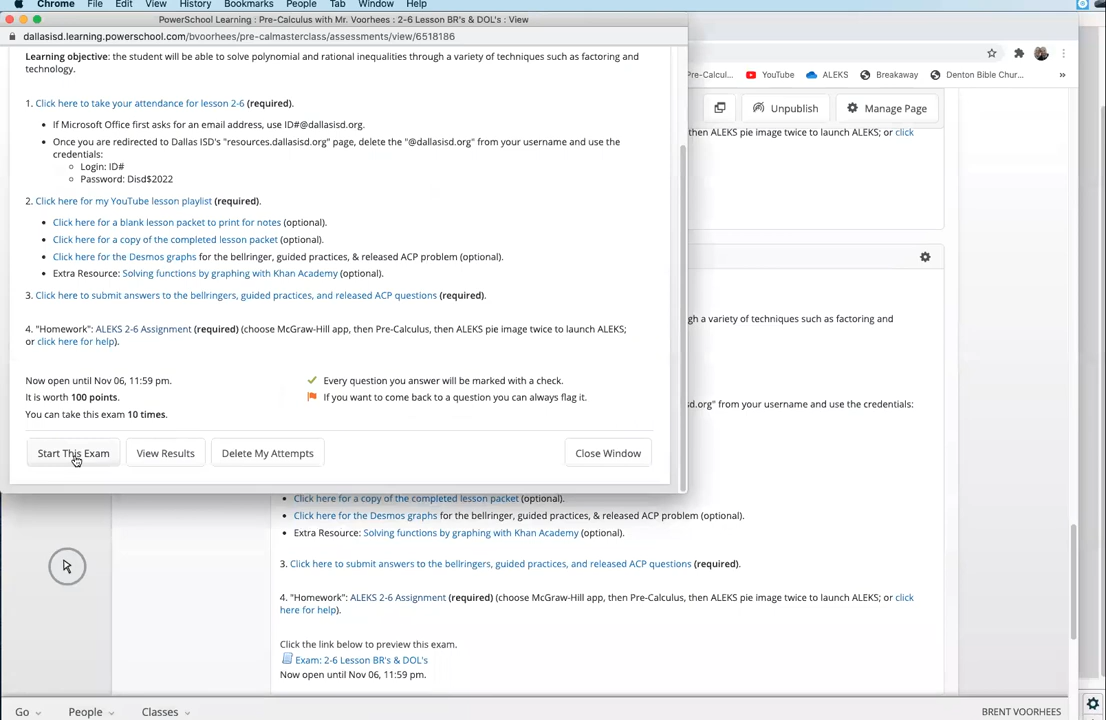 Chrome File Edit View History Bookmarks People Tab Window Help
PowerSchool Learning : Pre-Calculus with Mr. Voorhees : 2-6 Lesson BR's & DOL's : View
dallasisd.learning.powerschool.com/bvoorhees/pre-calmasterclass/assessments/view/6518186
Pre-Calcul... YouTube ALEKS Breakaway Denton Bible Chur... »
Unpublish Manage Page
Learning objective: the student will be able to solve polynomial and rational inequalities through a variety of techniques such as factoring and
technology.
1. Click here to take your attendance for lesson 2-6 (required).
• If Microsoft Office first asks for an email address, use ID#@dallasisd.org.
• Once you are redirected to Dallas ISD's "resources.dallasisd.org" page, delete the "@dallasisd.org" from your username and use the
credentials:
Login: ID#
Password: Disd$2022
2. Click here for my YouTube lesson playlist (required).
• Click here for a blank lesson packet to print for notes (optional).
• Click here for a copy of the completed lesson packet (optional).
• Click here for the Desmos graphs for the bellringer, guided practices, & released ACP problem (optional).
• Extra Resource: Solving functions by graphing with Khan Academy (optional).
3. Click here to submit answers to the bellringers, guided practices, and released ACP questions (required).
4. "Homework": ALEKS 2-6 Assignment (required) (choose McGraw-Hill app, then Pre-Calculus, then ALEKS pie image twice to launch ALEKS;
or click here for help).
Now open until Nov 06, 11:59 pm.
It is worth 100 points.
You can take this exam 10 times.
Every question you answer will be marked with a check.
If you want to come back to a question you can always flag it.
Start This Exam View Results Delete My Attempts Close Window
then ALEKS pie image twice to launch ALEKS; or click
gh a variety of techniques such as factoring and
sd.org" from your username and use the credentials:
• Click here for a copy of the completed lesson packet (optional).
• Click here for the Desmos graphs for the bellringer, guided practices, & released ACP problem (optional).
• Extra Resource: Solving functions by graphing with Khan Academy (optional).
3. Click here to submit answers to the bellringers, guided practices, and released ACP questions (required).
4. "Homework": ALEKS 2-6 Assignment (required) (choose McGraw-Hill app, then Pre-Calculus, then ALEKS pie image twice to launch ALEKS; or click
here for help).
Click the link below to preview this exam.
Exam: 2-6 Lesson BR's & DOL's
Now open until Nov 06, 11:59 pm.
Go People Classes BRENT VOORHEES